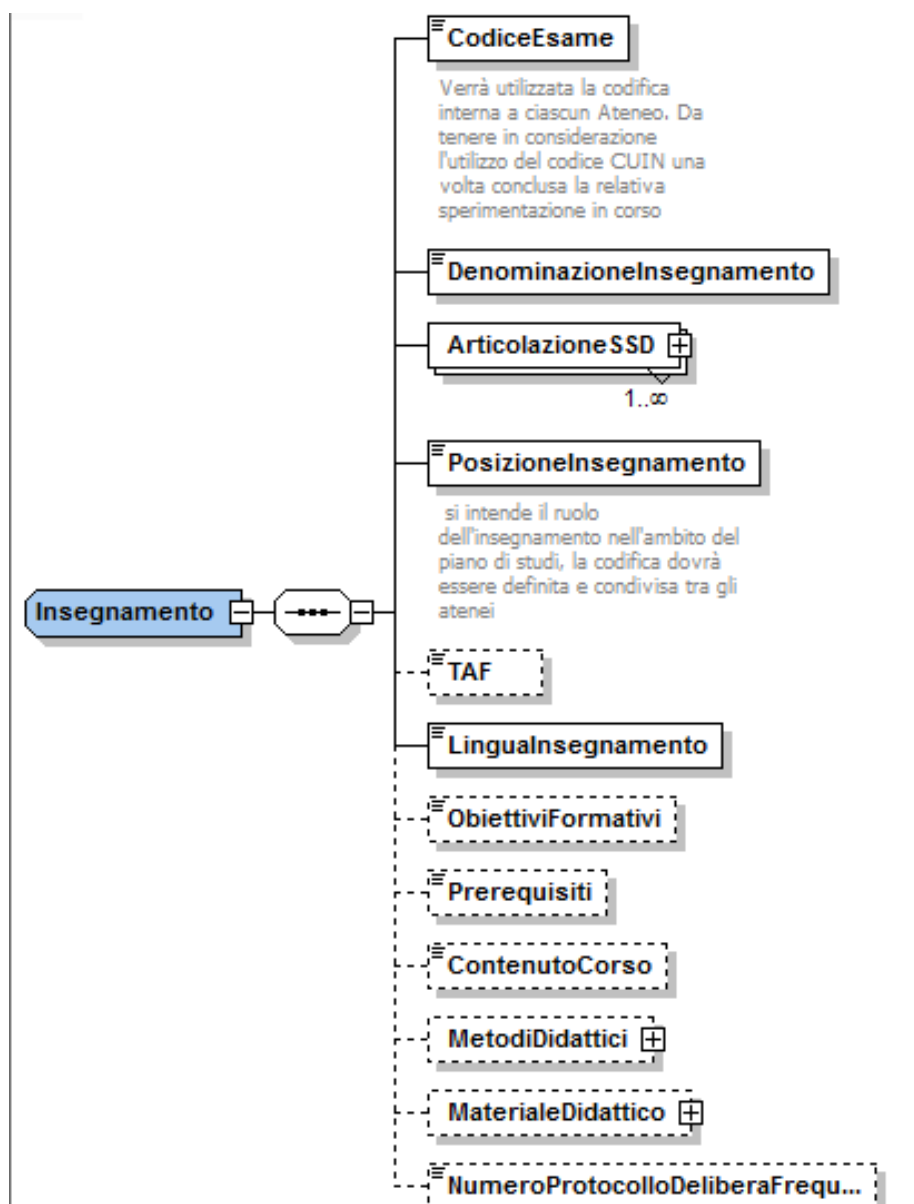 CodiceEsame
Verrà utilizzata la codifica
interna a ciascun Ateneo. Da
tenere in considerazione
l'utilizzo del codice CUIN una
volta conclusa la relativa
sperimentazione in corso
DenominazioneInsegnamento
ArticolazioneSSD
1..∞
PosizioneInsegnamento
si intende il ruolo
dell'insegnamento nell'ambito del
piano di studi, la codifica dovrà
essere definita e condivisa tra gli
atenei
Insegnamento
TAF
LinguaInsegnamento
ObiettiviFormativi
Prerequisiti
ContenutoCorso
MetodiDidattici
MaterialeDidattico
NumeroProtocolloDeliberaFrequ...